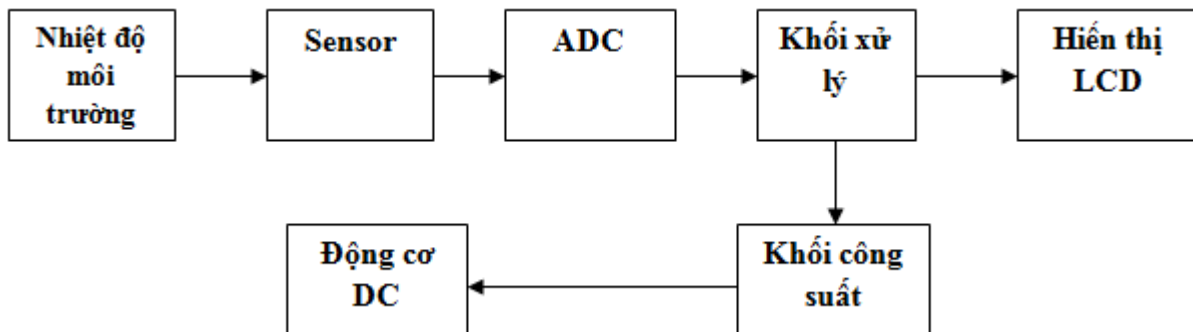 Nhiệt độ
môi
trường
Sensor
ADC
Khối xử
lý
Hiển thị
LCD
Động cơ
DC
Khối công
suất